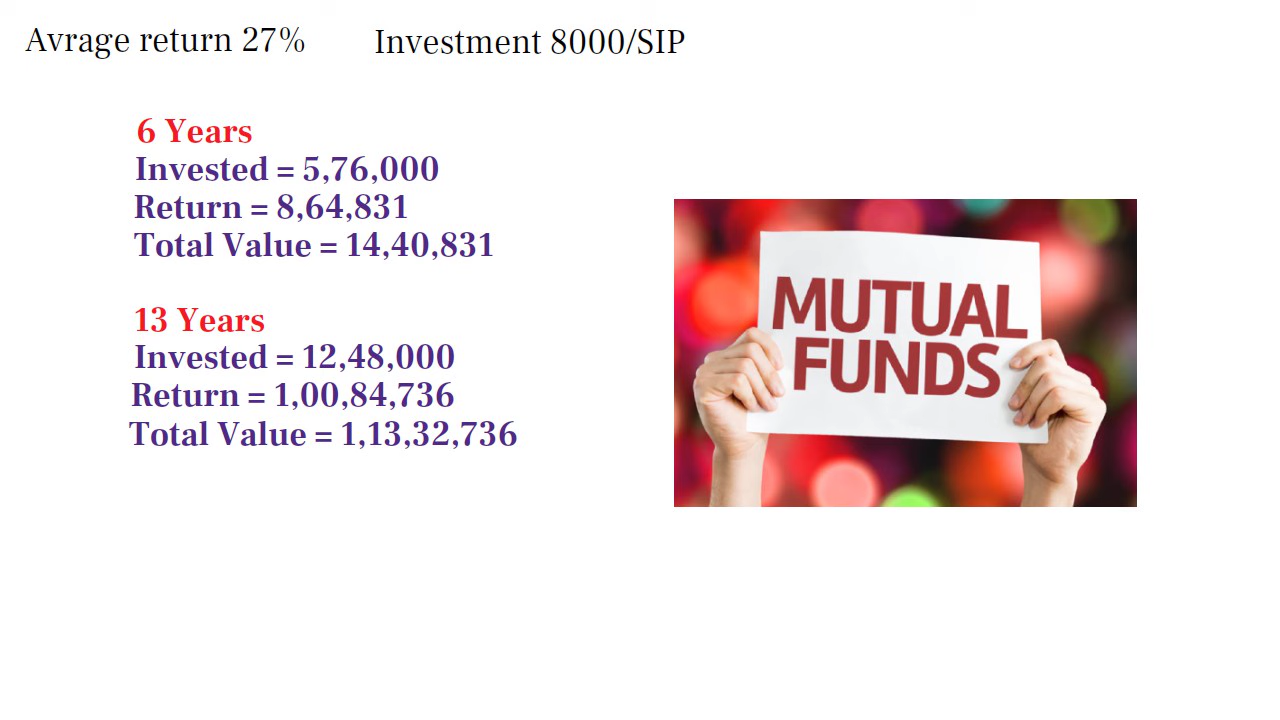 Avrage return 27%
Investment 8000/SIP
6 Years
Invested = 5,76,000
Return = 8,64,831
Total Value = 14,40,831
13 Years
Invested = 12,48,000
Return = 1,00,84,736
Total Value = 1,13,32,736
MUTUAL
FUNDS